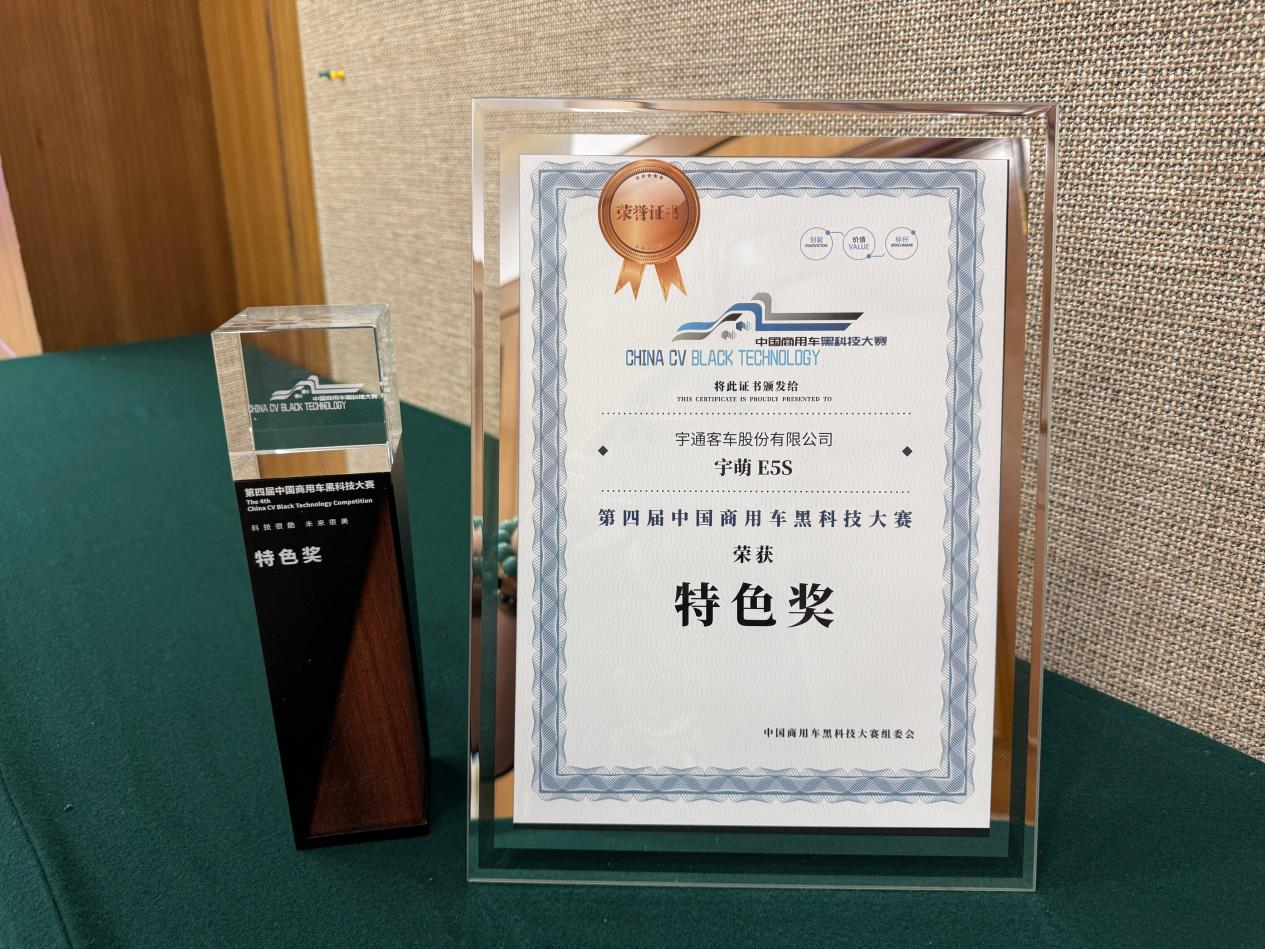 中国商用车黑科技大赛
CHINA CV BLACK TECHNOLOGY
第四届中国商用车黑科技大赛
The 4th
China CV Black Technology Competition
科技很酷 未来很美
特色奖
荣誉证书
创新
INNOVATION
价值
VALUE
标杆
BENCHMARK
中国商用车黑科技大赛
CHINA CV BLACK TECHNOLOGY
将此证书颁发给
THIS CERTIFICATE IS PROUDLY PRESENTED TO
宇通客车股份有限公司
宇萌 E5S
第四届中国商用车黑科技大赛
荣获
特色奖
中国商用车黑科技大赛组委会